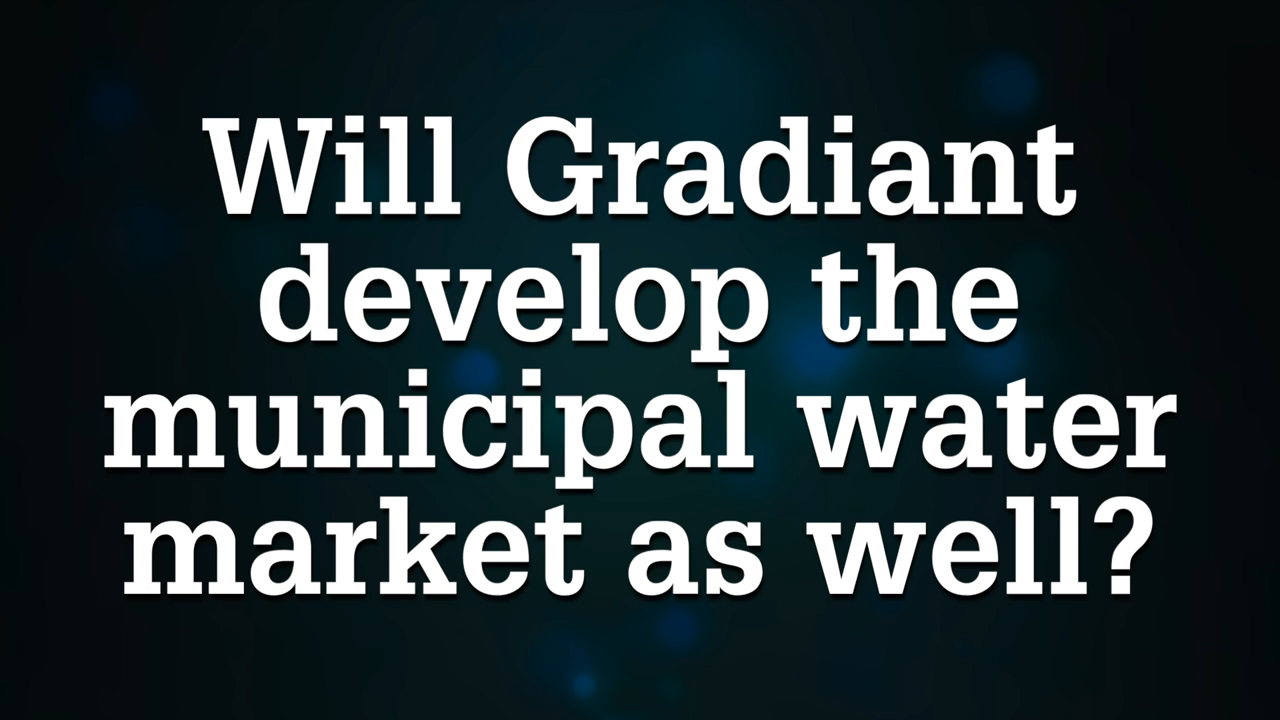 Will Gradiant
develop the
municipal water
market as well?